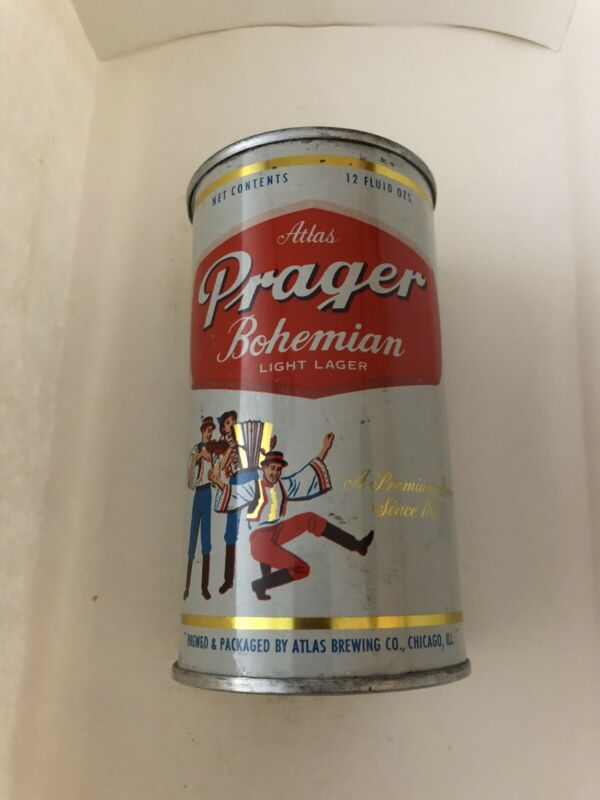 NET CONTENTS 12 FLUID OZS.
Atlas
Prager
Bohemian
LIGHT LAGER
A Premium
Since
BREWED & PACKAGED BY ATLAS BREWING CO., CHICAGO, ILL.